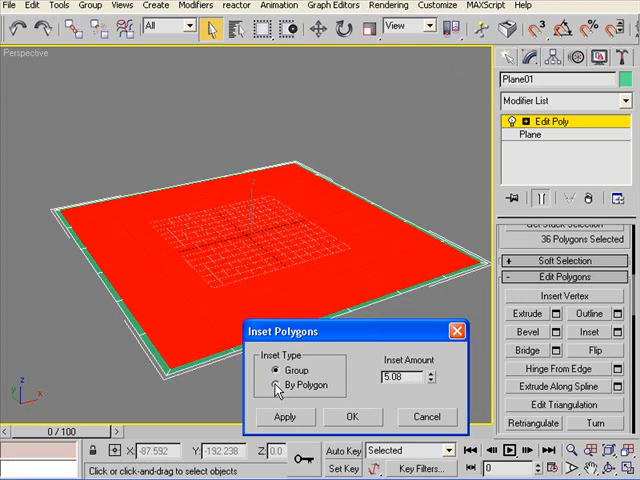 File Edit Tools Group Views Create Modifiers reactor Animation Graph Editors Rendering Customize MAXScript Help
All
View
Perspective
Plane01
Modifier List
Edit Poly
Plane
36 Polygons Selected
+ Soft Selection
- Edit Polygons
Insert Vertex
Extrude Outline
Bevel Inset
Bridge Flip
Hinge From Edge
Extrude Along Spline
Edit Triangulation
Retriangulate Turn
Inset Polygons
Inset Type
Group
By Polygon
Inset Amount
5.08
Apply OK Cancel
z
y
x
0 / 100
X: -87.592 Y: -192.238 Z: 0.0
Click or click-and-drag to select objects
Auto Key Selected
Set Key Key Filters...
0